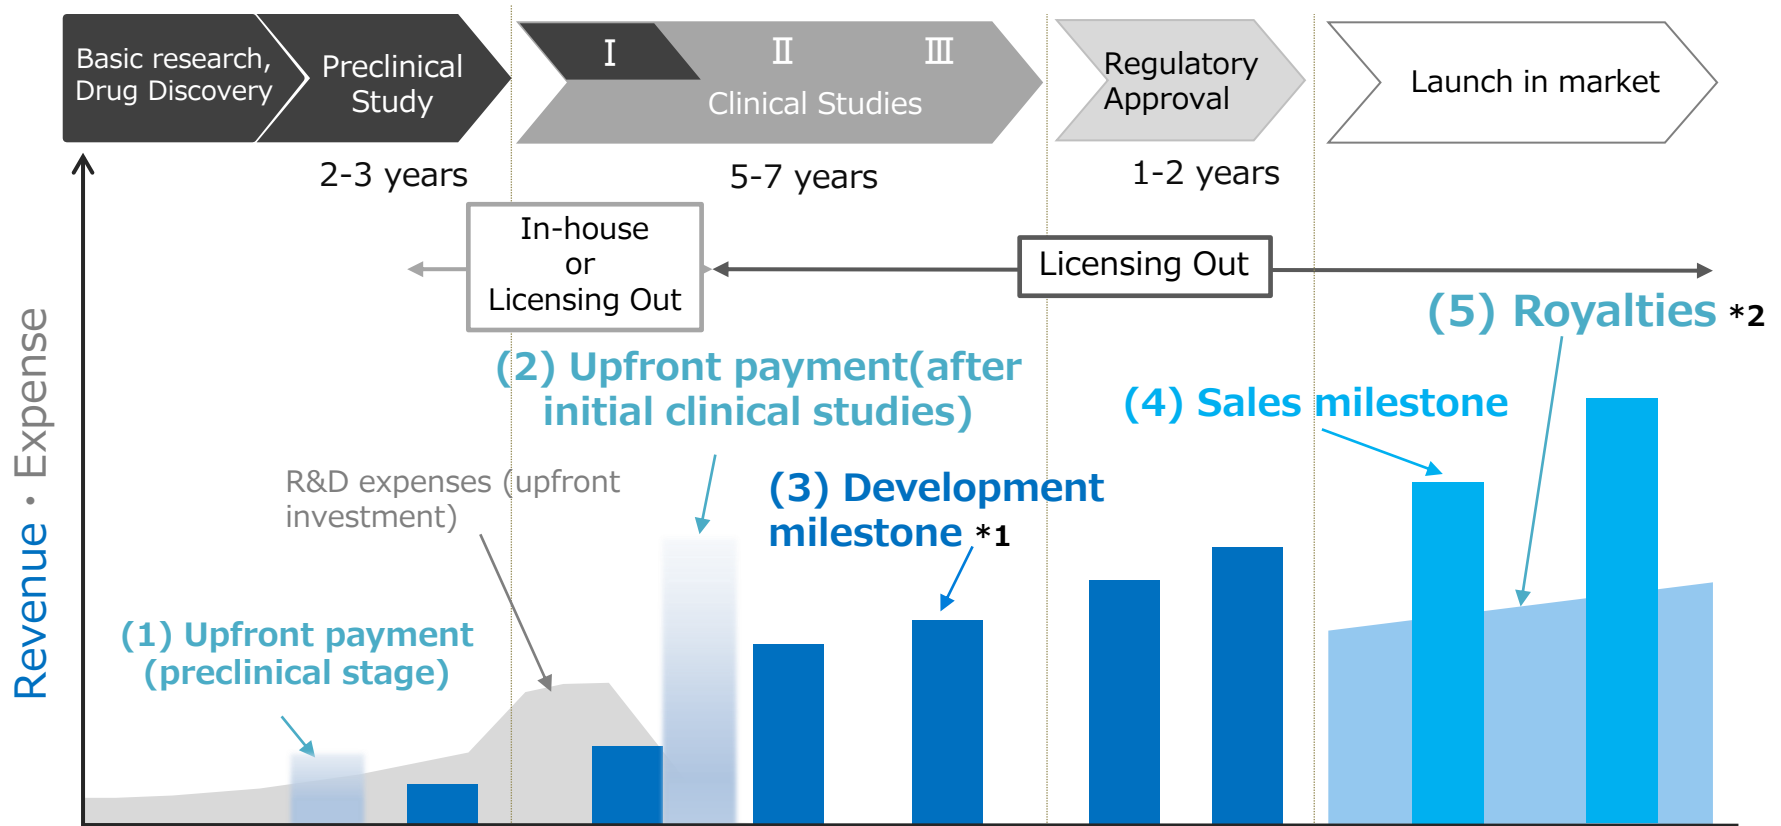 Basic research,
Drug Discovery
Preclinical
Study
Ⅰ
Ⅱ
Ⅲ
Clinical Studies
Regulatory
Approval
Launch in market
2-3 years
5-7 years
1-2 years
In-house
or
Licensing Out
Licensing Out
Revenue・Expense
(5) Royalties *2
(2) Upfront payment(after
initial clinical studies)
(4) Sales milestone
R&D expenses (upfront
investment)
(3) Development
milestone *1
(1) Upfront payment
(preclinical stage)